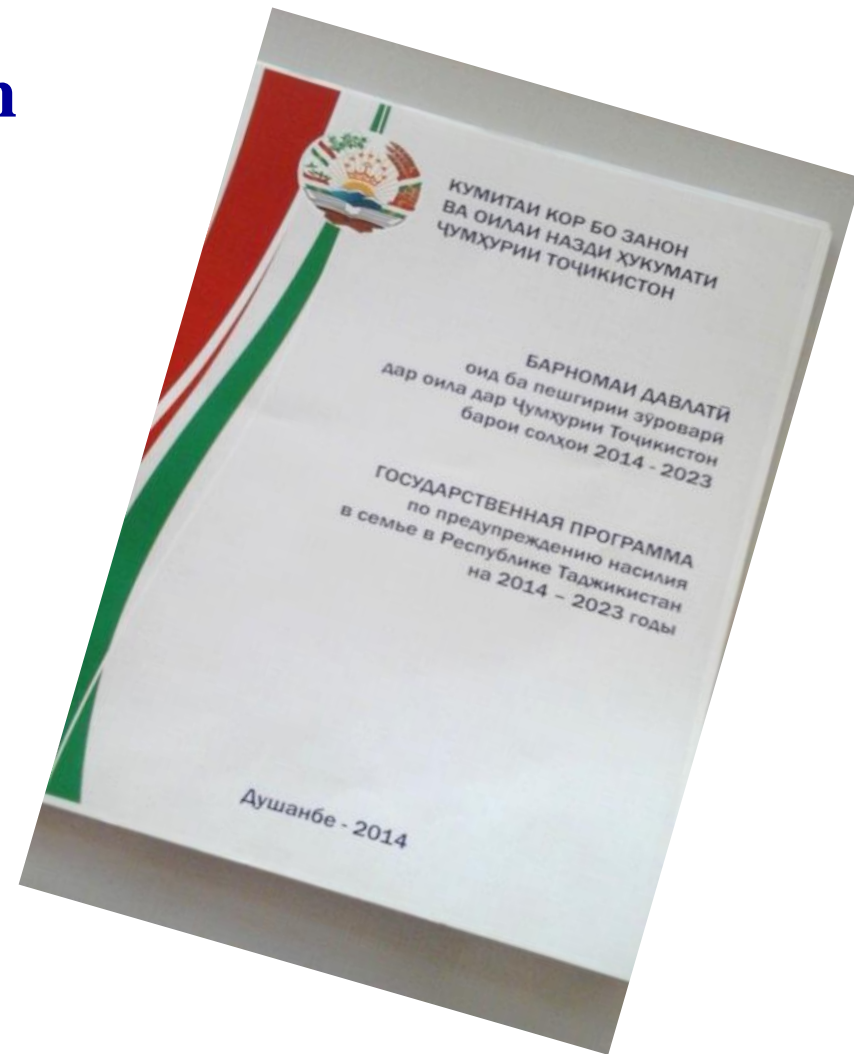 n
КУМИТАИ КОР БО ЗАНОН
ВА ОИЛАИ НАЗДИ ҲУКУМАТИ
ҶУМҲУРИИ ТОҶИКИСТОН
БАРНОМАИ ДАВЛАТӢ
оид ба пешгирии зӯроварӣ
дар оила дар Ҷумҳурии Тоҷикистон
барои солҳои 2014 - 2023
ГОСУДАРСТВЕННАЯ ПРОГРАММА
по предупреждению насилия
в семье в Республике Таджикистан
на 2014 – 2023 годы
Душанбе - 2014